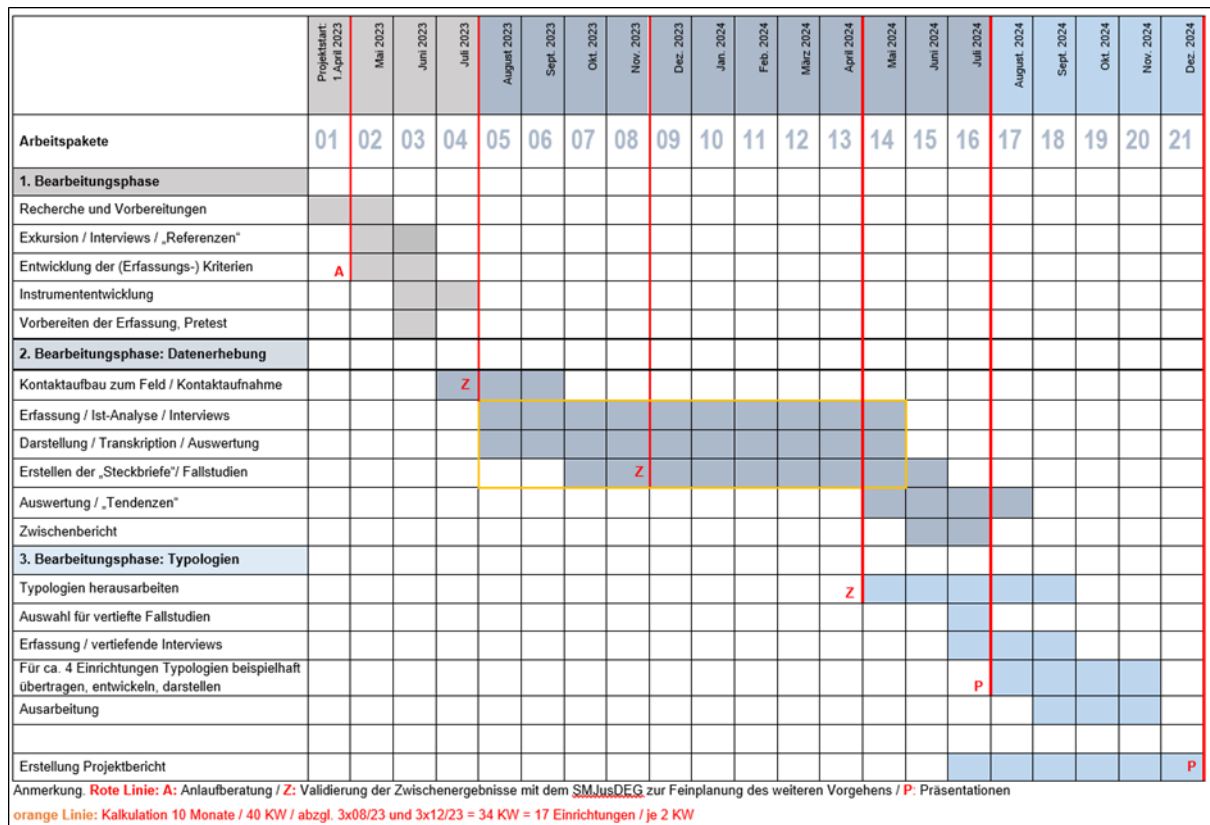 Projektstart:
1.April 2023
Mai 2023
Juni 2023
Juli 2023
August 2023
Sept. 2023
Okt. 2023
Nov. 2023
Dez. 2023
Jan. 2024
Feb. 2024
März 2024
April 2024
Mai 2024
Juni 2024
Juli 2024
August. 2024
Sept. 2024
Okt. 2024
Nov. 2024
Dez. 2024
Arbeitspakete 01 02 03 04 05 06 07 08 09 10 11 12 13 14 15 16 17 18 19 20 21
1. Bearbeitungsphase
Recherche und Vorbereitungen
Exkursion / Interviews / „Referenzen“
Entwicklung der (Erfassungs-) Kriterien A
Instrumententwicklung
Vorbereiten der Erfassung, Pretest
2. Bearbeitungsphase: Datenerhebung
Kontaktaufbau zum Feld / Kontaktaufnahme Z
Erfassung / Ist-Analyse / Interviews
Darstellung / Transkription / Auswertung
Erstellen der „Steckbriefe“/ Fallstudien Z
Auswertung / „Tendenzen“
Zwischenbericht
3. Bearbeitungsphase: Typologien
Typologien herausarbeiten Z
Auswahl für vertiefte Fallstudien
Erfassung / vertiefende Interviews
Für ca. 4 Einrichtungen Typologien beispielhaft
übertragen, entwickeln, darstellen P
Ausarbeitung
Erstellung Projektbericht P
Anmerkung. Rote Linie: A: Anlaufberatung / Z: Validierung der Zwischenergebnisse mit dem SMJusDEG zur Feinplanung des weiteren Vorgehens / P: Präsentationen
orange Linie: Kalkulation 10 Monate / 40 KW / abzgl. 3x08/23 und 3x12/23 = 34 KW = 17 Einrichtungen / je 2 KW